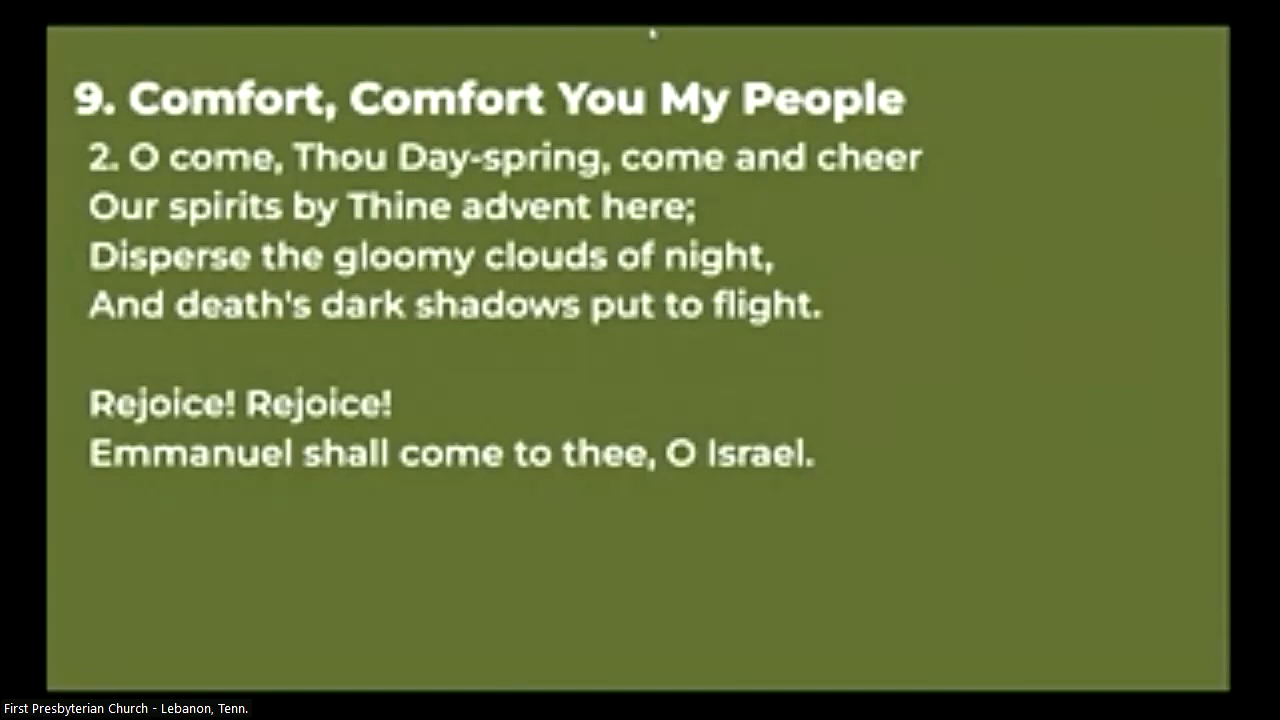 9. Comfort, Comfort You My People
2. O come, Thou Day-spring, come and cheer
Our spirits by Thine advent here;
Disperse the gloomy clouds of night,
And death's dark shadows put to flight.
Rejoice! Rejoice!
Emmanuel shall come to thee, O Israel.
First Presbyterian Church - Lebanon, Tenn.